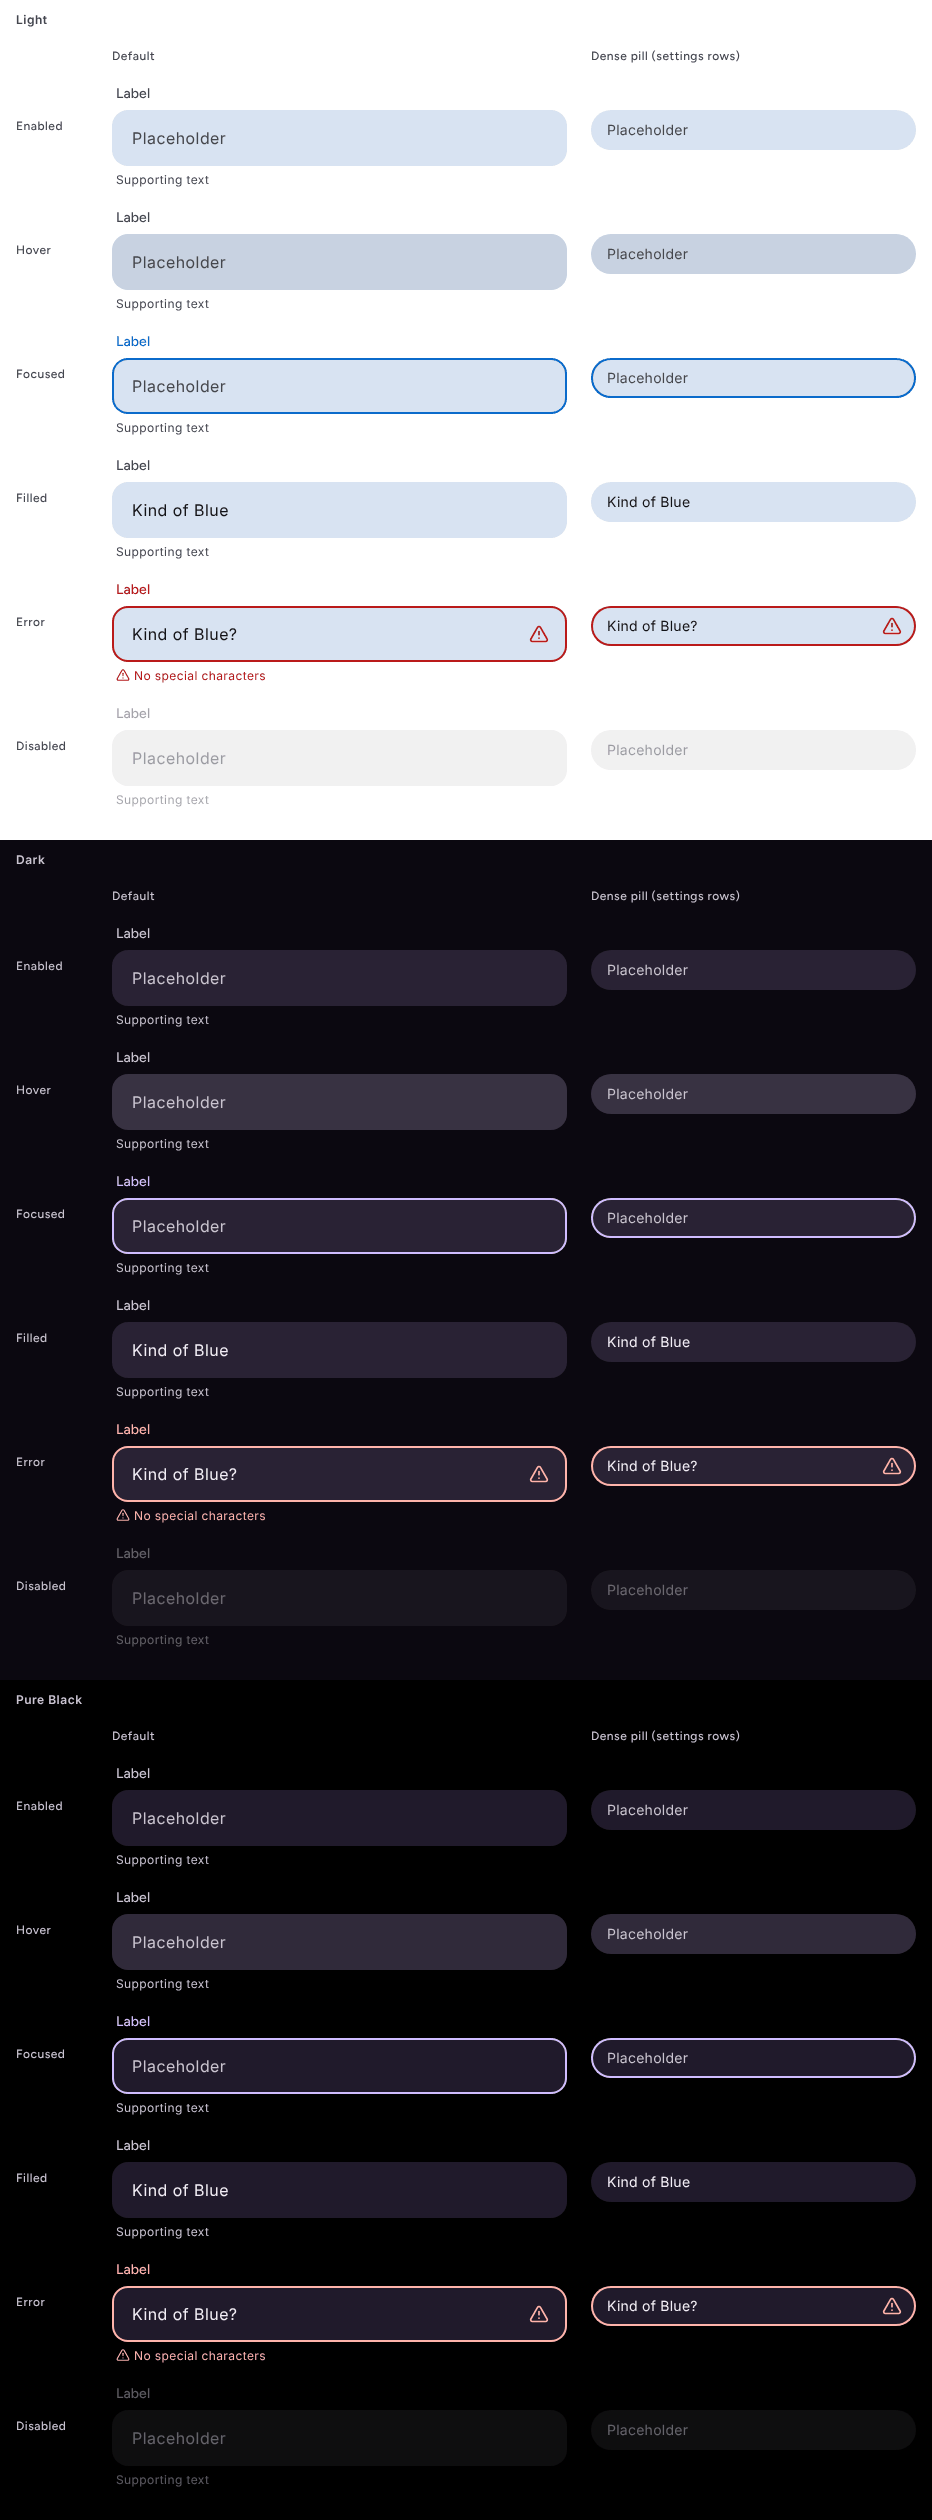 Light
Default Dense pill (settings rows)
Label
Enabled Placeholder Placeholder
Supporting text
Label
Hover Placeholder Placeholder
Supporting text
Label
Focused Placeholder Placeholder
Supporting text
Label
Filled Kind of Blue Kind of Blue
Supporting text
Label
Error Kind of Blue? Kind of Blue?
No special characters
Label
Disabled Placeholder Placeholder
Supporting text
Dark
Default Dense pill (settings rows)
Label
Enabled Placeholder Placeholder
Supporting text
Label
Hover Placeholder Placeholder
Supporting text
Label
Focused Placeholder Placeholder
Supporting text
Label
Filled Kind of Blue Kind of Blue
Supporting text
Label
Error Kind of Blue? Kind of Blue?
No special characters
Label
Disabled Placeholder Placeholder
Supporting text
Pure Black
Default Dense pill (settings rows)
Label
Enabled Placeholder Placeholder
Supporting text
Label
Hover Placeholder Placeholder
Supporting text
Label
Focused Placeholder Placeholder
Supporting text
Label
Filled Kind of Blue Kind of Blue
Supporting text
Label
Error Kind of Blue? Kind of Blue?
No special characters
Label
Disabled Placeholder Placeholder
Supporting text